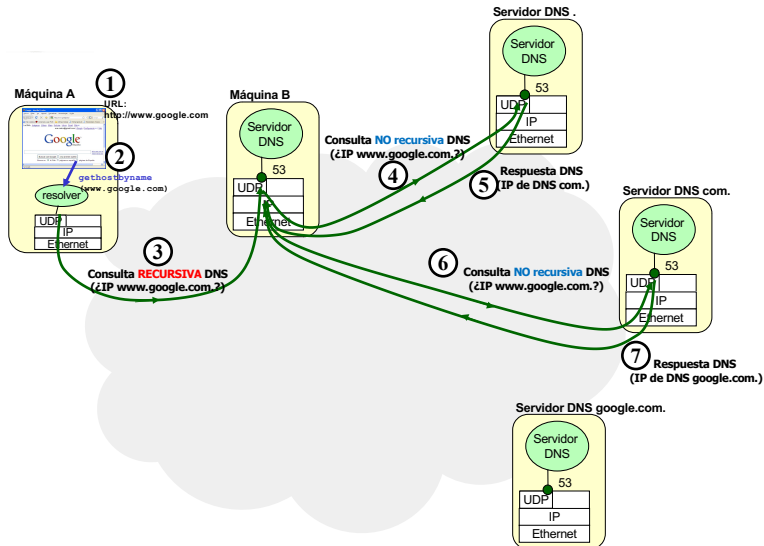 Servidor DNS .
Servidor
DNS
53
UDP
IP
Ethernet
Máquina A
1
URL:
http://www.google.com
Google
2
gethostbyname
(www.google.com)
resolver
UDP
IP
Ethernet
Máquina B
Servidor
DNS
53
UDP
IP
Ethernet
3
Consulta RECURSIVA DNS
(¿IP www.google.com.?)
Consulta NO recursiva DNS
(¿IP www.google.com.?)
4
5
Respuesta DNS
(IP de DNS com.)
Servidor DNS com.
Servidor
DNS
53
UDP
IP
Ethernet
6
Consulta NO recursiva DNS
(¿IP www.google.com.?)
7
Respuesta DNS
(IP de DNS google.com.)
Servidor DNS google.com.
Servidor
DNS
53
UDP
IP
Ethernet